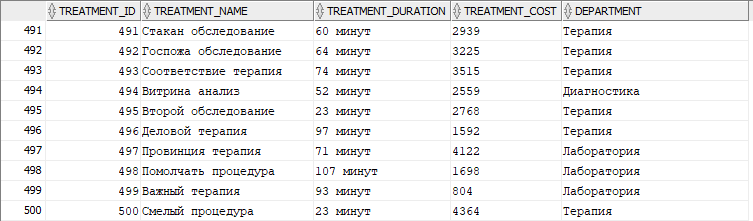 TREATMENT_ID TREATMENT_NAME TREATMENT_DURATION TREATMENT_COST DEPARTMENT
491 491 Стакан обследование 60 минут 2939 Терапия
492 492 Госпожа обследование 64 минут 3225 Терапия
493 493 Соответствие терапия 74 минут 3515 Терапия
494 494 Витрина анализ 52 минут 2559 Диагностика
495 495 Второй обследование 23 минут 2768 Терапия
496 496 Деловой терапия 97 минут 1592 Терапия
497 497 Провинция терапия 71 минут 4122 Лаборатория
498 498 Помолчать процедура 107 минут 1698 Лаборатория
499 499 Важный терапия 93 минут 804 Лаборатория
500 500 Смелый процедура 23 минут 4364 Терапия